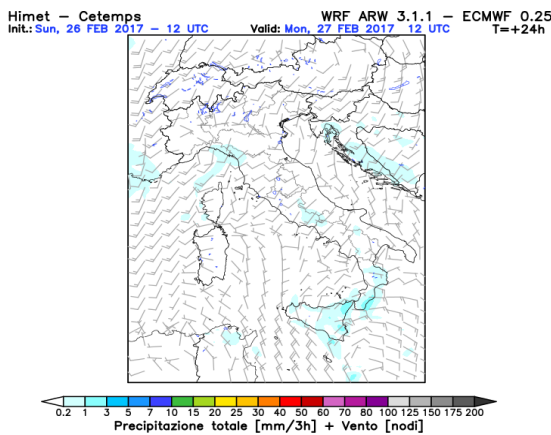 Himet – Cetemps WRF ARW 3.1.1 – ECMWF 0.25
Init.: Sun, 26 FEB 2017 – 12 UTC Valid: Mon, 27 FEB 2017 12 UTC T=+24h
0.2 1 3 5 7 10 15 20 25 30 40 50 60 70 80 90 100 125 150 175 200
Precipitazione totale [mm/3h] + Vento [nodi]